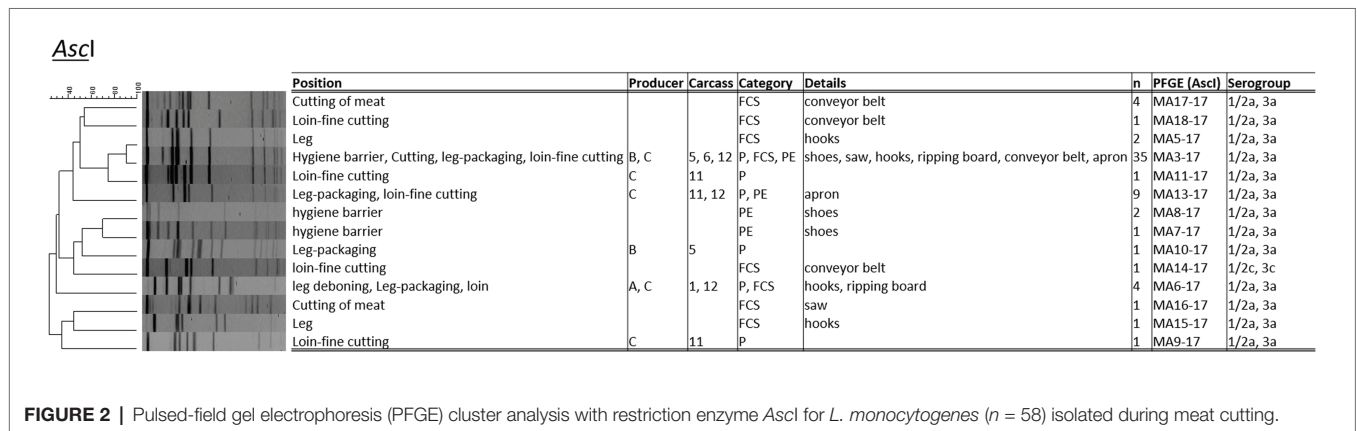 AscI
40
60
80
100
Position Producer Carcass Category Details n PFGE (AscI) Serogroup
Cutting of meat FCS conveyor belt 4 MA17-17 1/2a, 3a
Loin-fine cutting FCS conveyor belt 1 MA18-17 1/2a, 3a
Leg FCS hooks 2 MA5-17 1/2a, 3a
Hygiene barrier, Cutting, leg-packaging, loin-fine cutting B, C 5, 6, 12 P, FCS, PE shoes, saw, hooks, ripping board, conveyor belt, apron 35 MA3-17 1/2a, 3a
Loin-fine cutting C 11 P 1 MA11-17 1/2a, 3a
Leg-packaging, loin-fine cutting C 11, 12 P, PE apron 9 MA13-17 1/2a, 3a
hygiene barrier PE shoes 2 MA8-17 1/2a, 3a
hygiene barrier PE shoes 1 MA7-17 1/2a, 3a
Leg-packaging B 5 P 1 MA10-17 1/2a, 3a
loin-fine cutting FCS conveyor belt 1 MA14-17 1/2c, 3c
leg deboning, Leg-packaging, loin A, C 1, 12 P, FCS hooks, ripping board 4 MA6-17 1/2a, 3a
Cutting of meat FCS saw 1 MA16-17 1/2a, 3a
Leg FCS hooks 1 MA15-17 1/2a, 3a
Loin-fine cutting C 11 P 1 MA9-17 1/2a, 3a
FIGURE 2 | Pulsed-field gel electrophoresis (PFGE) cluster analysis with restriction enzyme AscI for L. monocytogenes (n = 58) isolated during meat cutting.